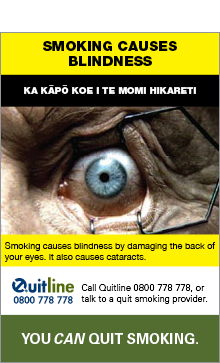 SMOKING CAUSES
BLINDNESS
KA KĀPŌ KOE I TE MOMI HIKARETI
Smoking causes blindness by damaging the back of
your eyes. It also causes cataracts.
Quitline
0800 778 778
Call Quitline 0800 778 778, or
talk to a quit smoking provider.
YOU CAN QUIT SMOKING.